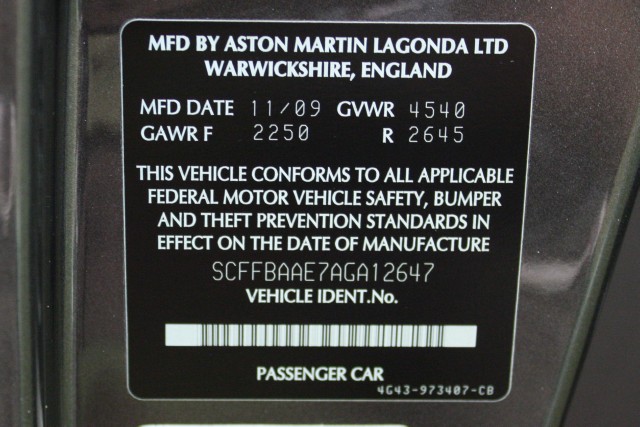 MFD BY ASTON MARTIN LAGONDA LTD
WARWICKSHIRE, ENGLAND
MFD DATE 11/09 GVWR 4540
GAWR F 2250 R 2645
THIS VEHICLE CONFORMS TO ALL APPLICABLE
FEDERAL MOTOR VEHICLE SAFETY, BUMPER
AND THEFT PREVENTION STANDARDS IN
EFFECT ON THE DATE OF MANUFACTURE
SCFFBAAE7AGA12647
VEHICLE IDENT.No.
PASSENGER CAR
4G43-973407-CB